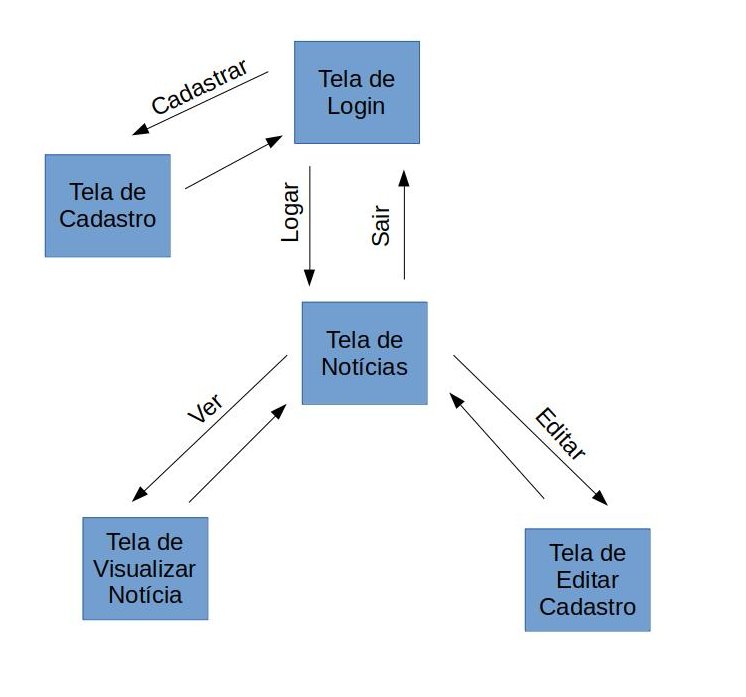 Cadastrar
Tela de
Login
Tela de
Cadastro
Logar
Sair
Tela de
Notícias
Ver
Editar
Tela de
Visualizar
Notícia
Tela de
Editar
Cadastro